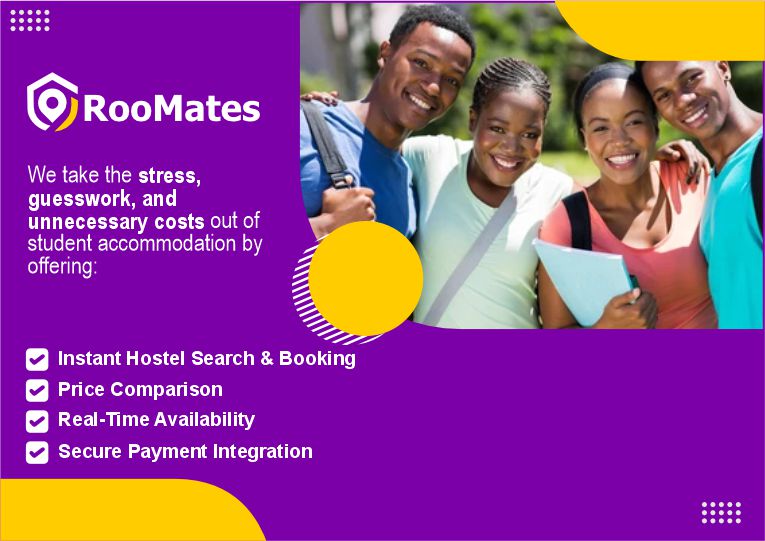 RooMates
We take the stress,
guesswork, and
unnecessary costs out of
student accommodation by
offering:
Instant Hostel Search & Booking
Price Comparison
Real-Time Availability
Secure Payment Integration